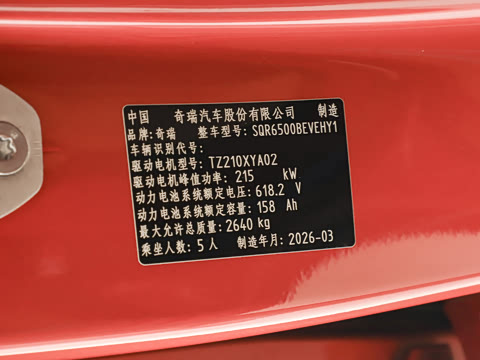 中国 奇瑞汽车股份有限公司 制造
品牌:奇瑞 整车型号:SQR6500BEVEHY1
车辆识别代号:
驱动电机型号:TZ210XYA02
驱动电机峰值功率:215 kW
动力电池系统额定电压:618.2 V
动力电池系统额定容量:158 Ah
最大允许总质量:2640 kg
乘坐人数:5人 制造年月:2026-03